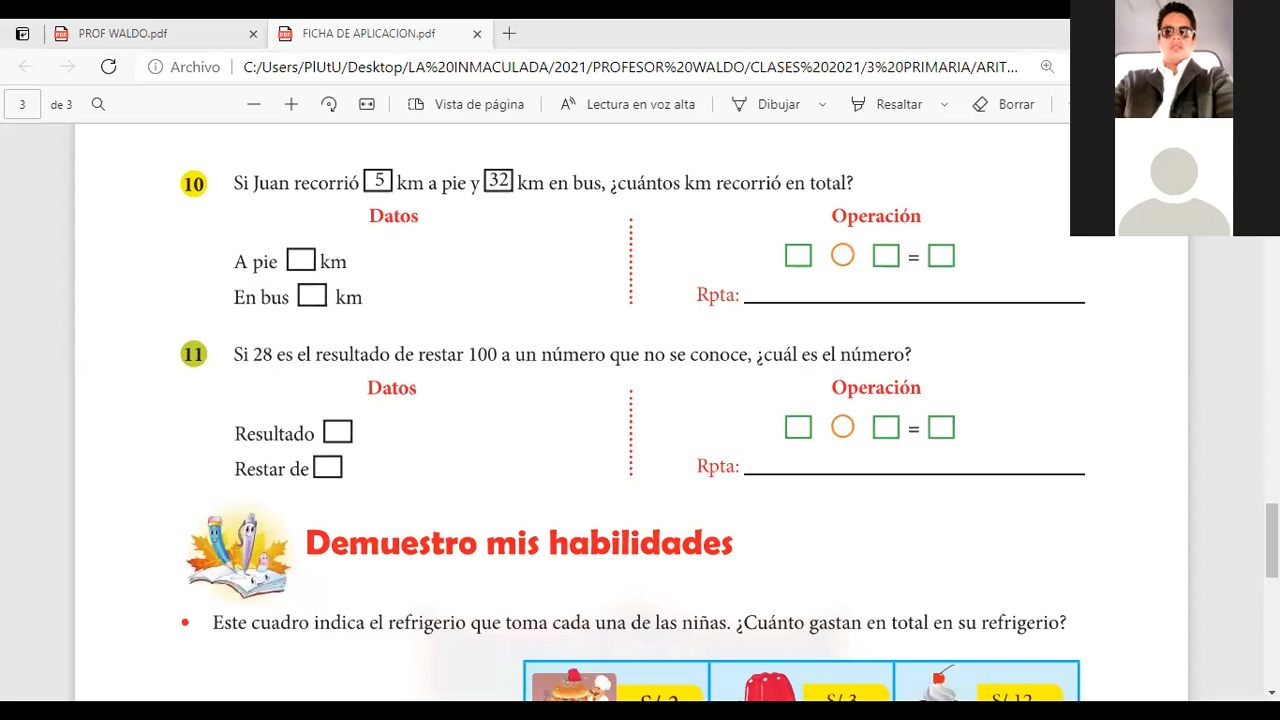 PROF WALDO.pdf
FICHA DE APLICACION.pdf
Archivo
C:/Users/PlUtU/Desktop/LA%20INMACULADA/2021/PROFESOR%20WALDO/CLASES%202021/3%20PRIMARIA/ARIT...
3 de 3
Vista de página
Lectura en voz alta
Dibujar
Resaltar
Borrar
10 Si Juan recorrió 5 km a pie y 32 km en bus, ¿cuántos km recorrió en total?
Datos
Operación
A pie km
=
En bus km
Rpta:
11 Si 28 es el resultado de restar 100 a un número que no se conoce, ¿cuál es el número?
Datos
Operación
Resultado
=
Restar de
Rpta:
Demuestro mis habilidades
• Este cuadro indica el refrigerio que toma cada una de las niñas. ¿Cuánto gastan en total en su refrigerio?
S/ 2
S/ 3
S/ 12